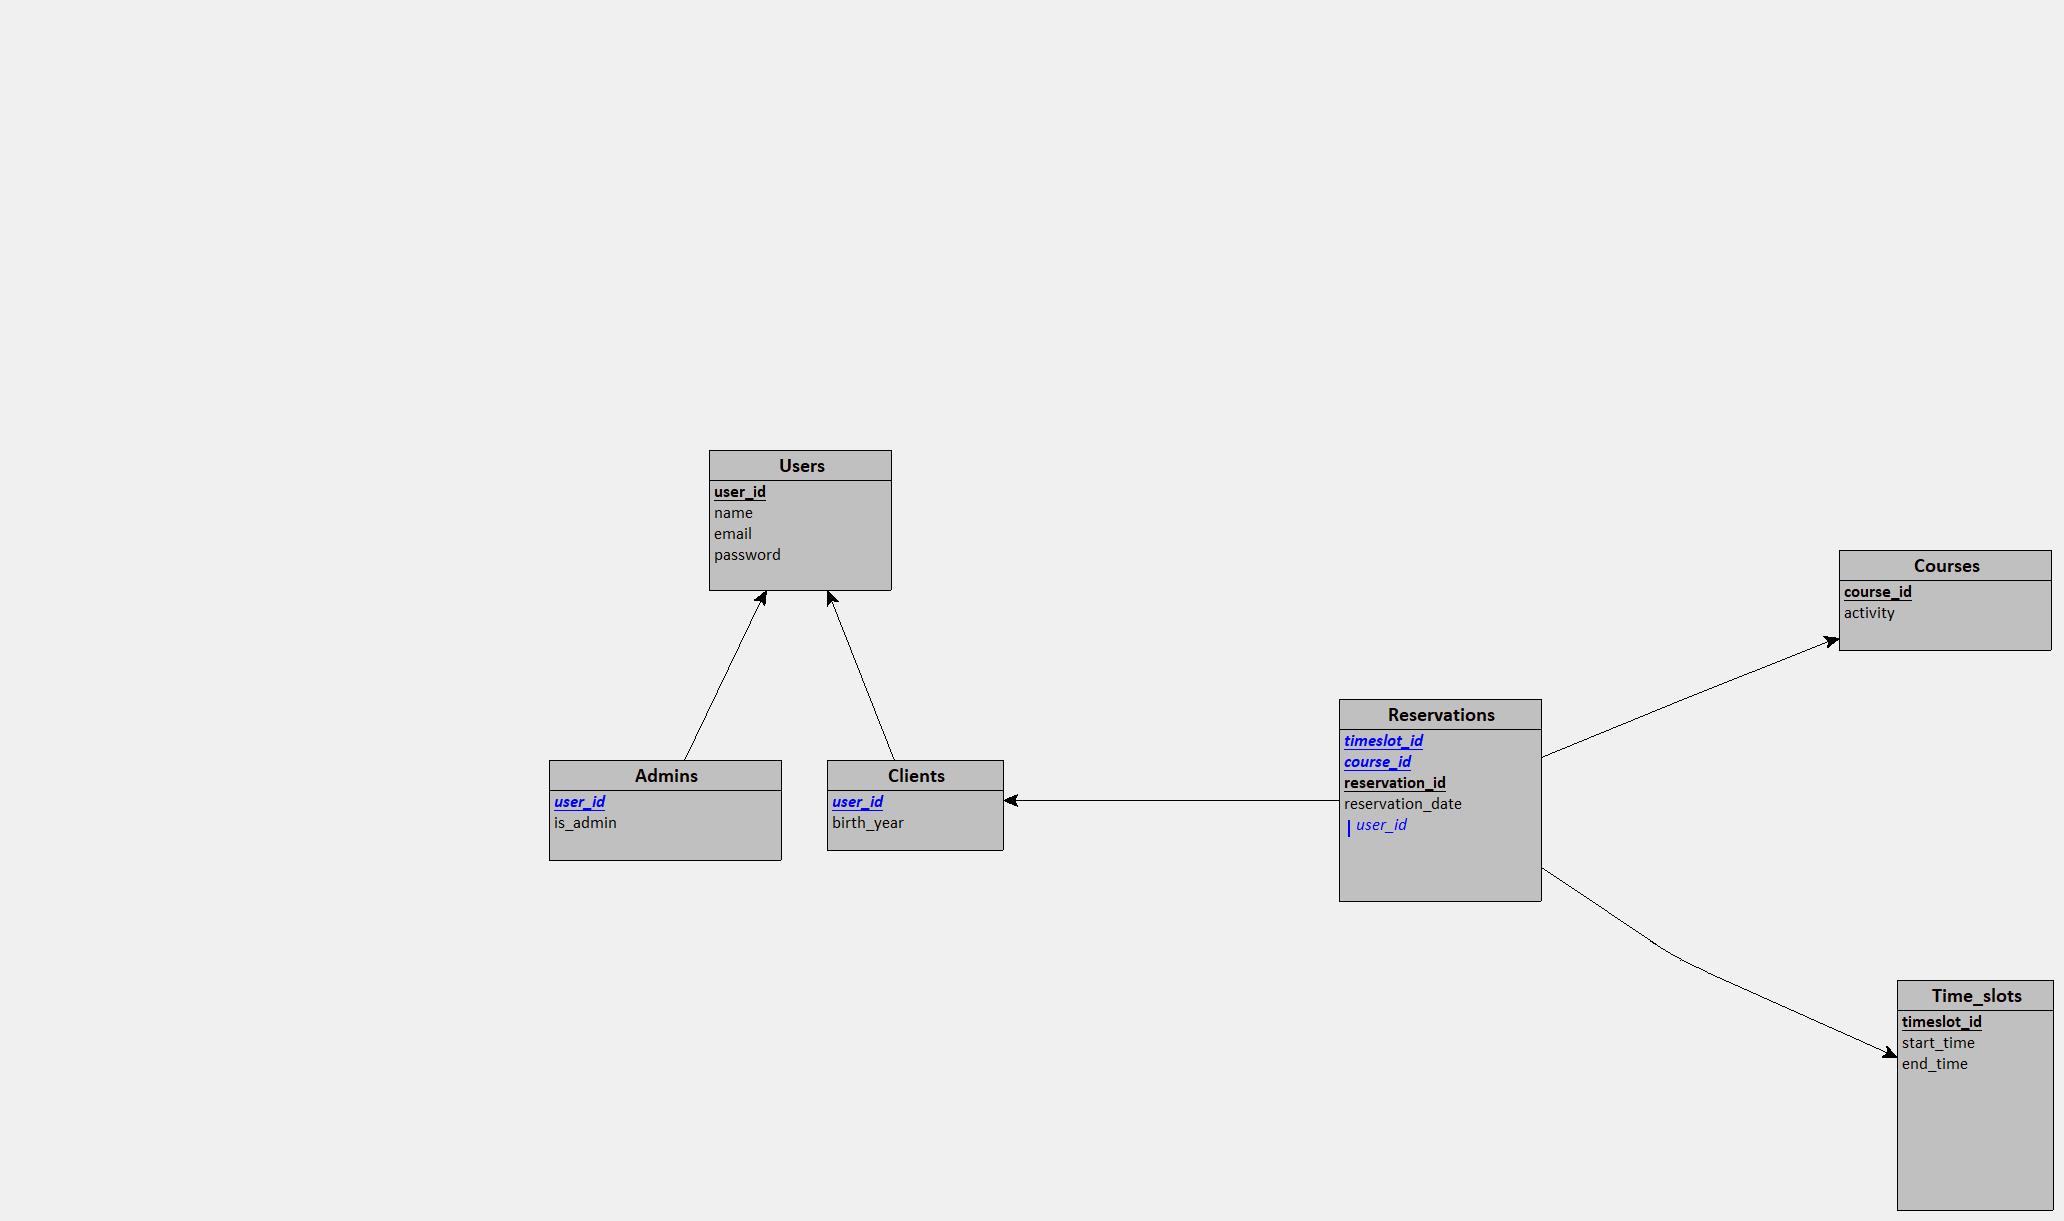 Users
user_id
name
email
password
Admins
user_id
is_admin
Clients
user_id
birth_year
Reservations
timeslot_id
course_id
reservation_id
reservation_date
user_id
Courses
course_id
activity
Time_slots
timeslot_id
start_time
end_time